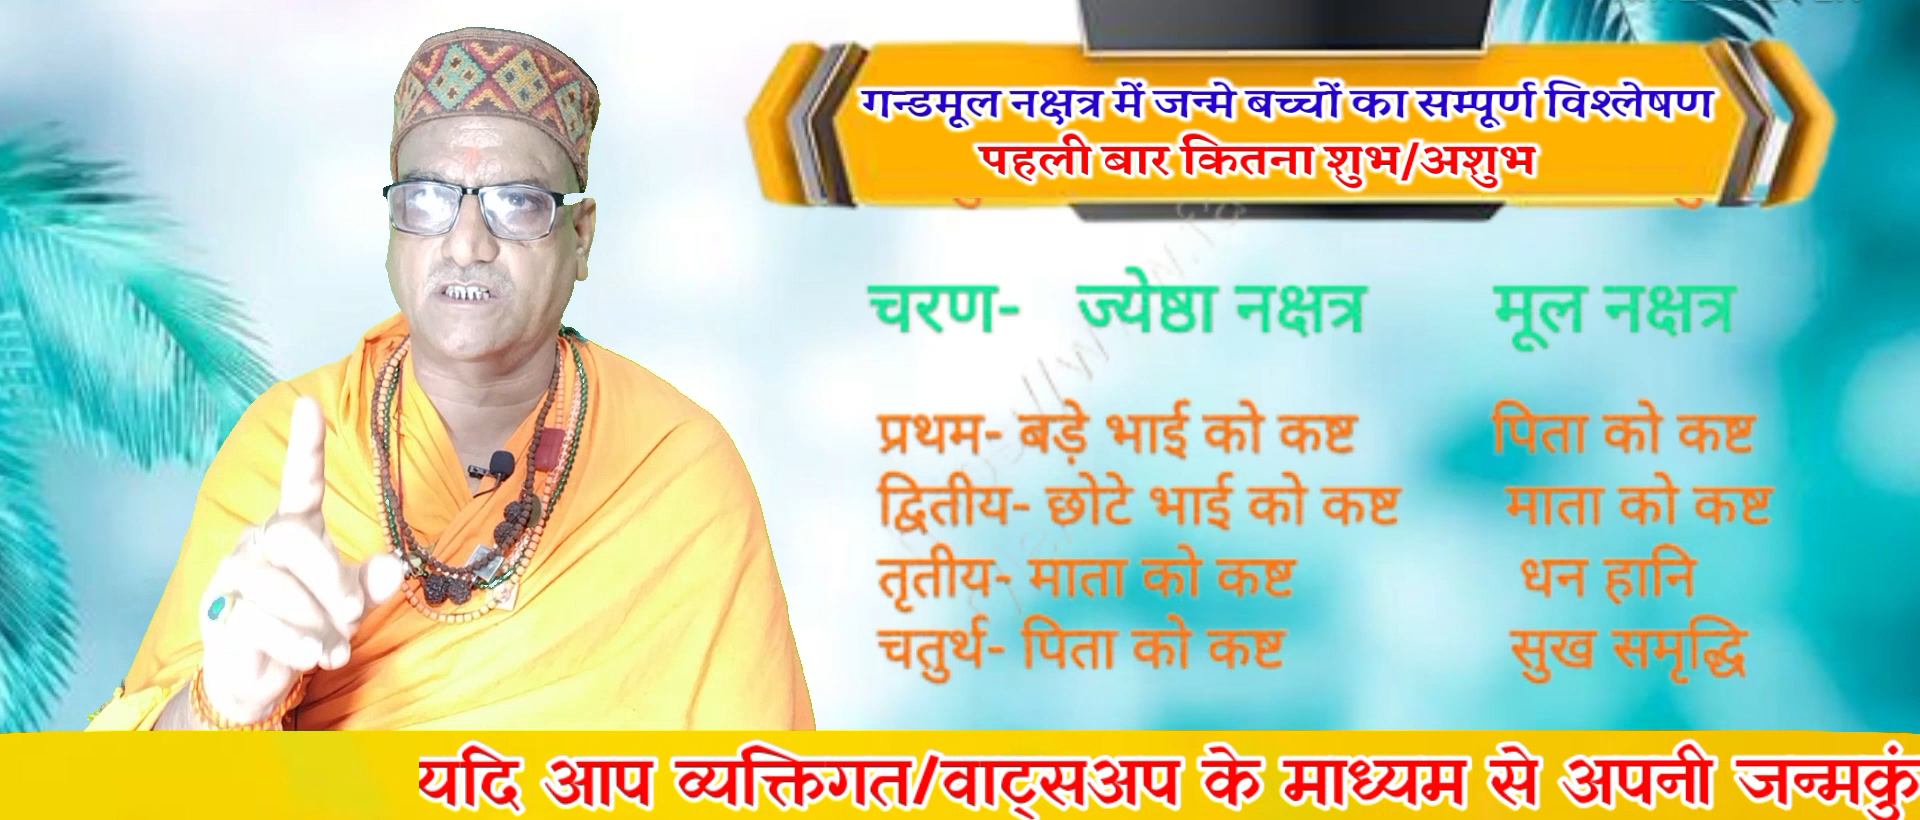 गन्डमूल नक्षत्र में जन्मे बच्चों का सम्पूर्ण विश्लेषण
पहली बार कितना शुभ/अशुभ
चरण- ज्येष्ठा नक्षत्र मूल नक्षत्र
प्रथम- बड़े भाई को कष्ट पिता को कष्ट
द्वितीय- छोटे भाई को कष्ट माता को कष्ट
तृतीय- माता को कष्ट धन हानि
चतुर्थ- पिता को कष्ट सुख समृद्धि
यदि आप व्यक्तिगत/वाट्सअप के माध्यम से अपनी जन्मकुं